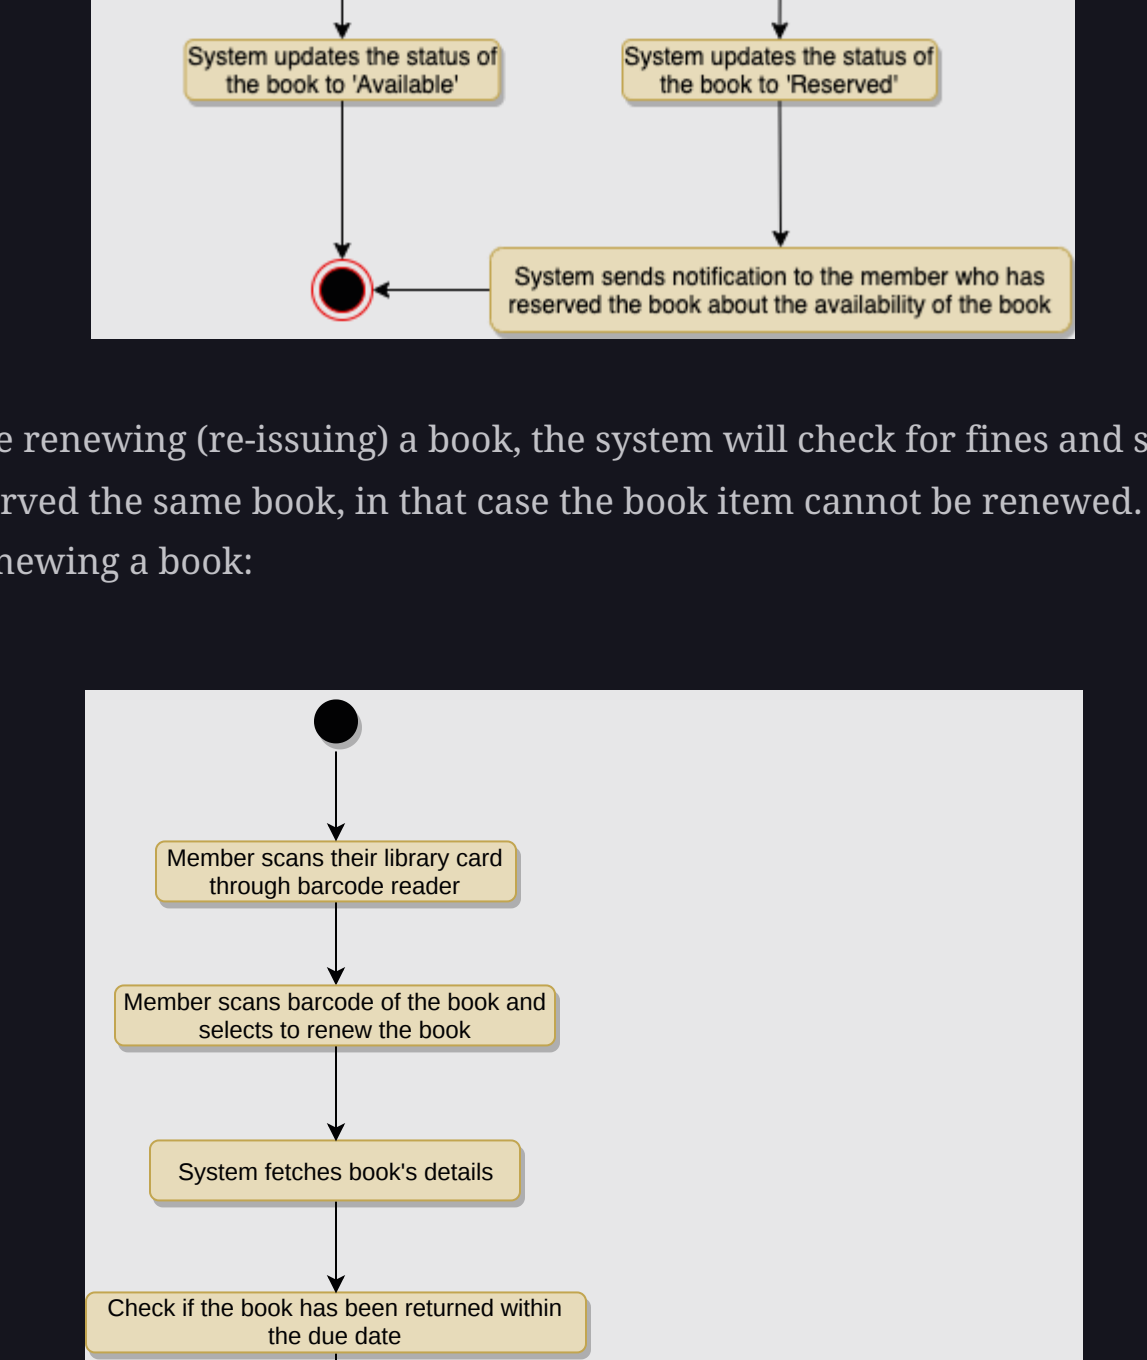 System updates the status of
the book to 'Available'
System updates the status of
the book to 'Reserved'
System sends notification to the member who has
reserved the book about the availability of the book
renewing (re-issuing) a book, the system will check for fines and
the same book, in that case the book item cannot be renewed.
a book:
Member scans their library card
through barcode reader
Member scans barcode of the book and
selects to renew the book
System fetches book's details
Check if the book has been returned within
the due date